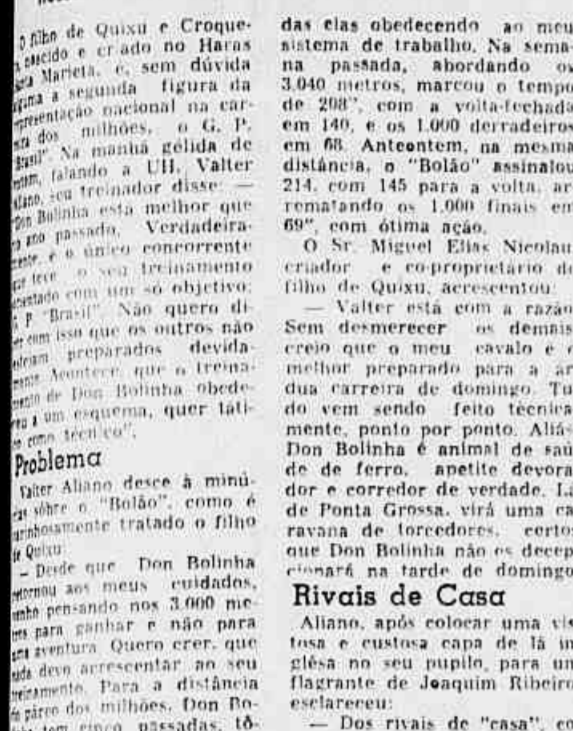 O filho de Quixu e Croque-
nascido e criado no Haras
Marieta, é, sem dúvida
a segunda figura da
nacional na car-
dos milhões, o G. P.
"Brasil". Na manhã gélida de
falando a UH, Valter
seu treinador disse: —
Don Bolinha está melhor que
ano passado. Verdadeira-
é o único concorrente
teve o seu treinamento
com um só objetivo:
P. "Brasil". Não quero di-
com isso que os outros não
preparados devida-
Acontece que o treina-
de Don Bolinha obede-
a um esquema, quer táti-
como técnico".
Problema
Valter Aliano desce à minú-
sôbre o "Bolão", como é
tratado o filho
Quixu:
— Desde que Don Bolinha
aos meus cuidados,
pensando nos 3.000 me-
para ganhar e não para
aventura. Quero crer, que
devo acrescentar ao seu
Para a distância
páreo dos milhões, Don Bo-
tem cinco passadas, tô-
das elas obedecendo ao meu
sistema de trabalho. Na sema-
na passada, abordando os
3.040 metros, marcou o tempo
de 208", com a volta-fechada
em 140, e os 1.000 derradeiros
em 68. Anteontem, na mesma
distância, o "Bolão" assinalou
214, com 145 para a volta, ar
rematando os 1.000 finais em
69", com ótima ação.
O Sr. Miguel Elias Nicolau
criador e co-proprietário do
filho de Quixu, acrescentou:
— Valter está com a razão
Sem desmerecer os demais
creio que o meu cavalo é o
melhor preparado para a ár
dua carreira de domingo. Tu
do vem sendo feito técnica
mente, ponto por ponto. Aliás
Don Bolinha é animal de saú
de de ferro, apetite devora
dor e corredor de verdade. Lá
de Ponta Grossa, virá uma ca
ravana de torcedores, certos
que Don Bolinha não os decep
cionará na tarde de domingo
Rivais de Casa
Aliano, após colocar uma vis
tosa e custosa capa de lã in
glêsa no seu pupilo, para um
flagrante de Joaquim Ribeiro
esclareceu:
— Dos rivais de "casa", co